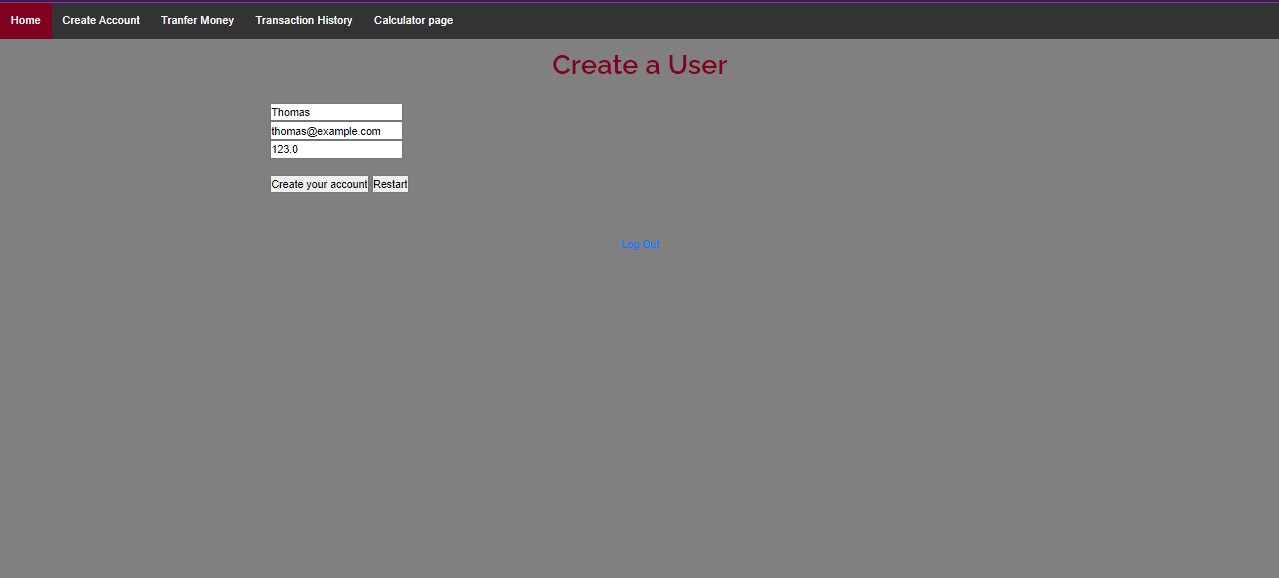 Home Create Account Tranfer Money Transaction History Calculator page
Create a User
Thomas
thomas@example.com
123.0
Create your account Restart
Log Out